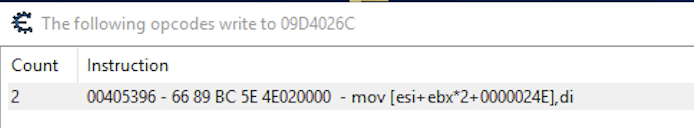 The following opcodes write to 09D4026C
Count Instruction
2 00405396 - 66 89 BC 5E 4E020000 - mov [esi+ebx*2+0000024E],di